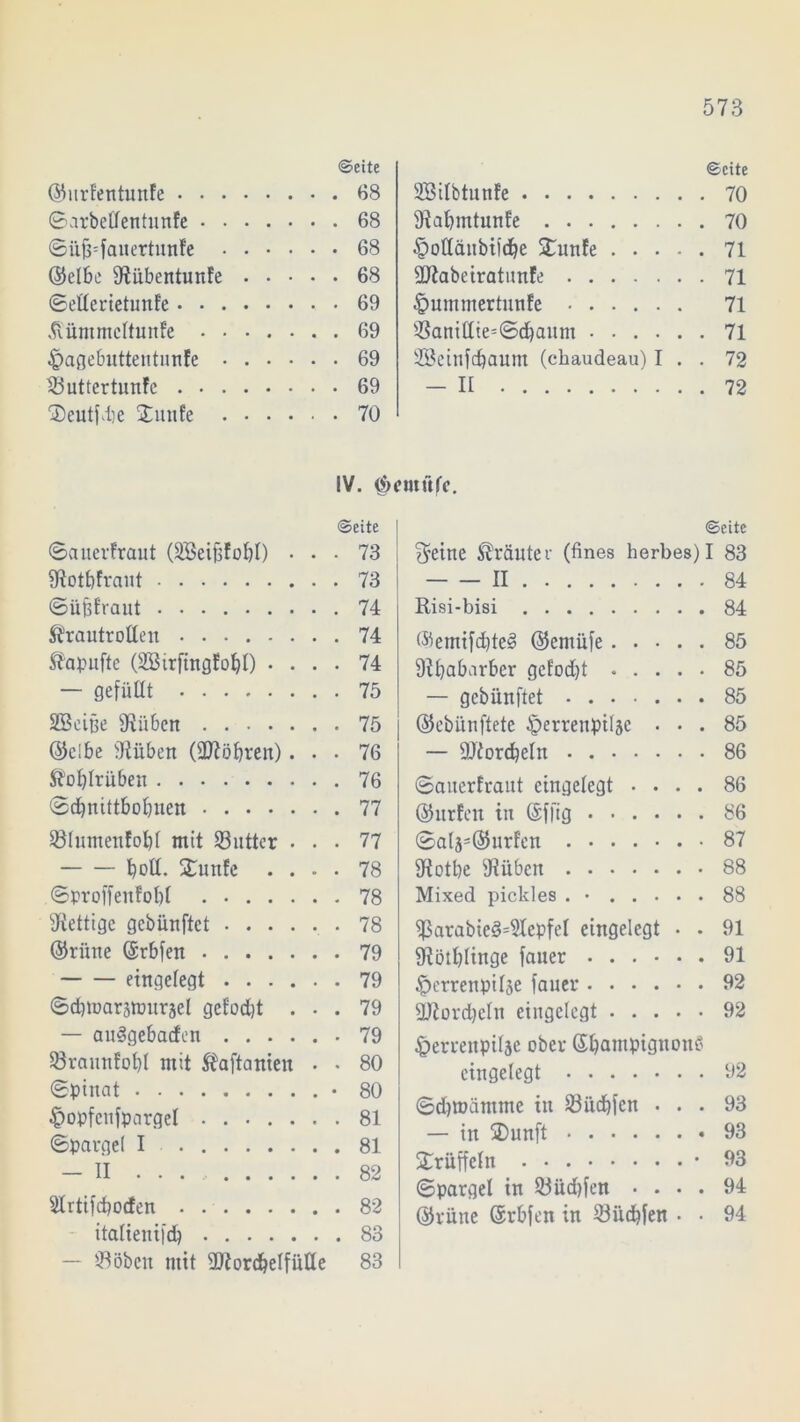 573
Seite
Gurkentunke . . . . . . . . 68
Sardellentunke . . . . . . . 68
Süß=sauertunke . . . . . . 68
Gelbe Rübentunke . . . . . 68
Sellerietunke . . . . . . . . 69
Kümmeltunke . . . . . . . 69
Hagebuttentunke . . . . . . 69
Buttertunke . . . . . . . . 69
Deutsche Tunke . . . . . . 70
Seite
Wildtunke . . . . . . . . . 70
Rahmtunke . . . . . . . . 70
Holländische Tunke . . . . . 71
Madeiratunke . . . . . . . 71
Hummertunke . . . . . . 71
Vanillie=Schaum . . . . . . 71
Weinschaum (chaudeau) I . . 72
— II . . . . . . . . . . 72
IV. Gemüse.
Seite
Sauerkraut (Weißkohl) . . . 73
Rothkraut . . . . . . . . . 73
Süßkraut . . . . . . . . . 74
Krautrollen . . . . . . . . 74
Kapuste (Wirsingkohl) . . . . 74
— gefüllt . . . . . . . . 75
Weiße Rüben . . . . . . . 75
Gelbe Rüben (Möhren) . . . 76
Kohlrüben . . . . . . . . . 76
Schnittbohnen . . . . . . . 77
Blumenkohl mit Butter . . . 77
— — holl. Tunke . . . . 78
Sprossenkohl . . . . . . . 78
Rettige gedünstet . . . . . . 78
Grüne Erbsen . . . . . . . 79
— — eingelegt . . . . . . 79
Schwarzwurzel gekocht . . . 79
— ausgebacken . . . . . . 79
Braunkohl mit Kastanien . . 80
Spinat . . . . . . . . . . 80
Hopfenspargel . . . . . . . 81
Spargel I . . . . . . . . . 81
— II . . . . . . . . . . 82
Artischocken . . . . . . . . 82
italienisch . . . . . . . 83
— Böden mit Morchelfülle 83
Seite
Feine Kräuter (fines herbes) I 83
— — II . . . . . . . . . 84
Risi-bisi . . . . . . . . . 84
Gemischtes Gemüse . . . . . 85
Rhabarber gekocht . . . . . 85
— gedünstet . . . . . . . 85
Gedünstete Herrenpilze . . . 85
— Morcheln . . . . . . . 86
Sauerkraut eingelegt . . . . 86
Gurken in Essig . . . . . . 86
Salz=Gurken . . . . . . . 87
Rothe Rüben . . . . . . . 88
Mixed pickles . . . . . . . 88
Paradies=Aepfel eingelegt . . 91
Röthlinge sauer . . . . . . 91
Herrenpilze sauer . . . . . . 92
Morcheln eingelegt . . . . . 92
Herrenpilze oder Champignons
eingelegt . . . . . . . 92
Schwämme in Büchsen . . . 93
— in Dunst . . . . . . . 93
Trüffeln . . . . . . . . . 93
Spargel in Büchsen . . . . 94
Grüne Erbsen in Büchsen . . 94